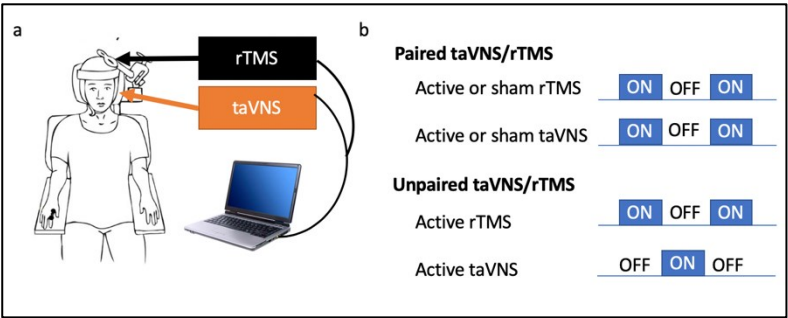 a
rTMS
taVNS
b
Paired taVNS/rTMS
Active or sham rTMS ON OFF ON
Active or sham taVNS ON OFF ON
Unpaired taVNS/rTMS
Active rTMS ON OFF ON
Active taVNS OFF ON OFF